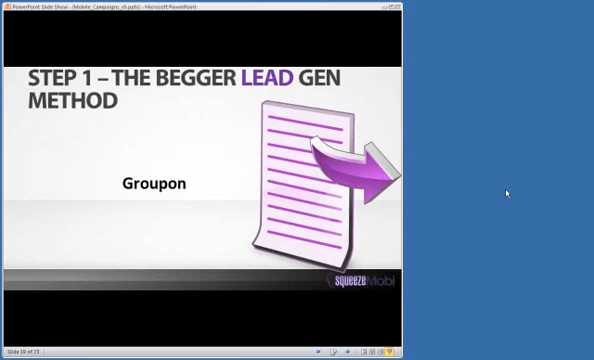 PowerPoint Slide Show - [Mobile_Campaigns_v5.pptx] - Microsoft PowerPoint
STEP 1 – THE BEGGER LEAD GEN
METHOD
Groupon
squeezeMobi
Slide 19 of 73